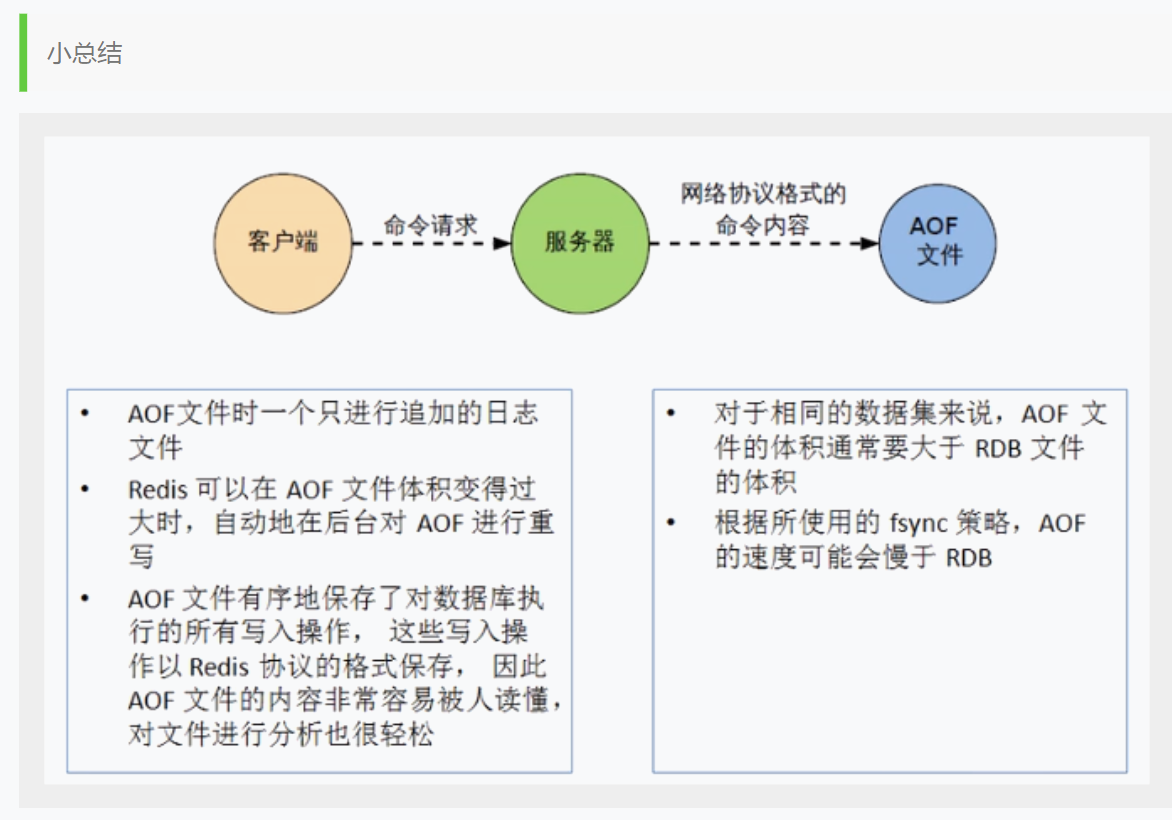 小总结
客户端
命令请求
服务器
网络协议格式的
命令内容
AOF
文件
• AOF文件时一个只进行追加的日志
文件
• Redis 可以在 AOF 文件体积变得过
大时，自动地在后台对 AOF 进行重
写
• AOF 文件有序地保存了对数据库执
行的所有写入操作， 这些写入操
作以 Redis 协议的格式保存， 因此
AOF 文件的内容非常容易被人读懂，
对文件进行分析也很轻松
• 对于相同的数据集来说，AOF 文
件的体积通常要大于 RDB 文件
的体积
• 根据所使用的 fsync 策略，AOF
的速度可能会慢于 RDB